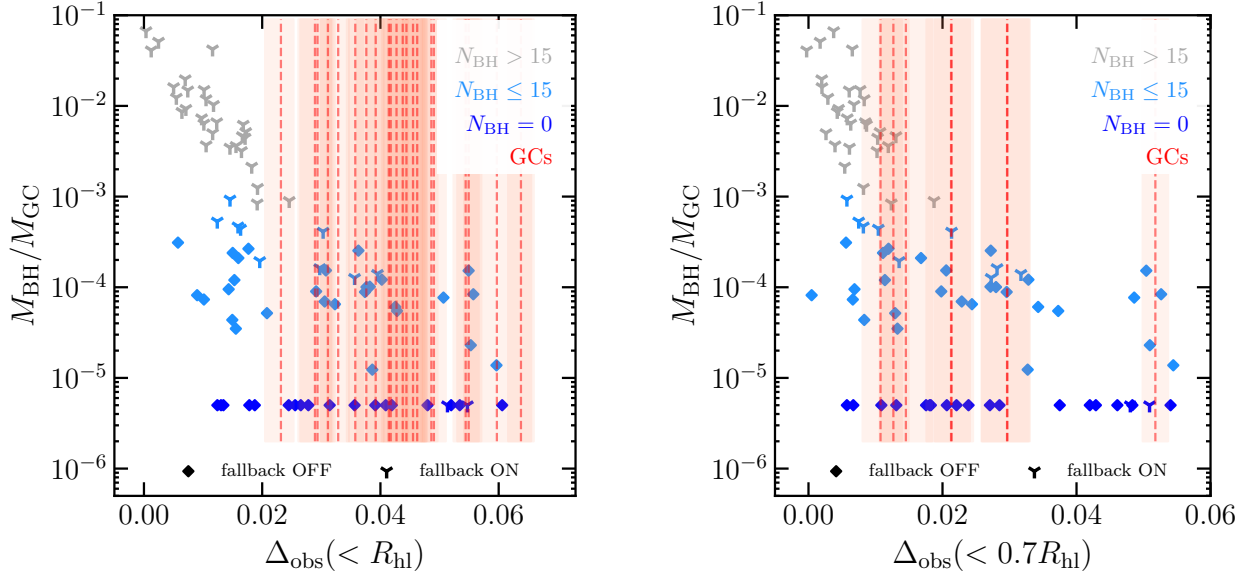 10⁻¹
10⁻²
10⁻³
10⁻⁴
10⁻⁵
10⁻⁶
M_BH/M_GC
N_BH > 15
N_BH ≤ 15
N_BH = 0
GCs
fallback OFF fallback ON
0.00 0.02 0.04 0.06
Δ_obs(< R_hl)
10⁻¹
10⁻²
10⁻³
10⁻⁴
10⁻⁵
10⁻⁶
M_BH/M_GC
N_BH > 15
N_BH ≤ 15
N_BH = 0
GCs
fallback OFF fallback ON
0.00 0.02 0.04 0.06
Δ_obs(< 0.7R_hl)